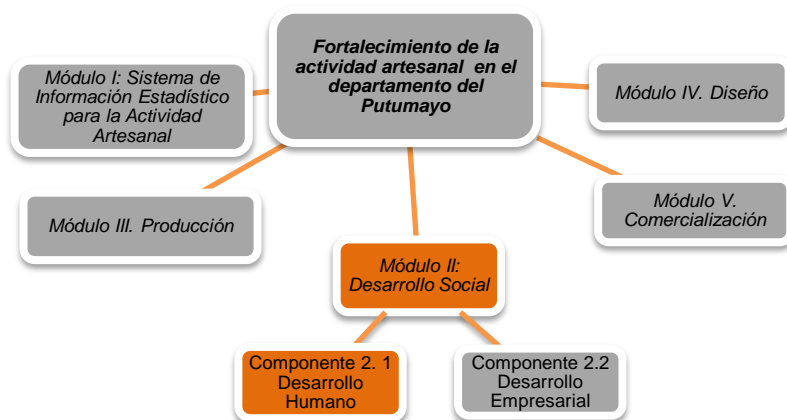 Fortalecimiento de la
actividad artesanal en el
departamento del
Putumayo
Módulo I: Sistema de
Información Estadístico
para la Actividad
Artesanal
Módulo IV. Diseño
Módulo III. Producción
Módulo V.
Comercialización
Módulo II:
Desarrollo Social
Componente 2. 1
Desarrollo
Humano
Componente 2.2
Desarrollo
Empresarial